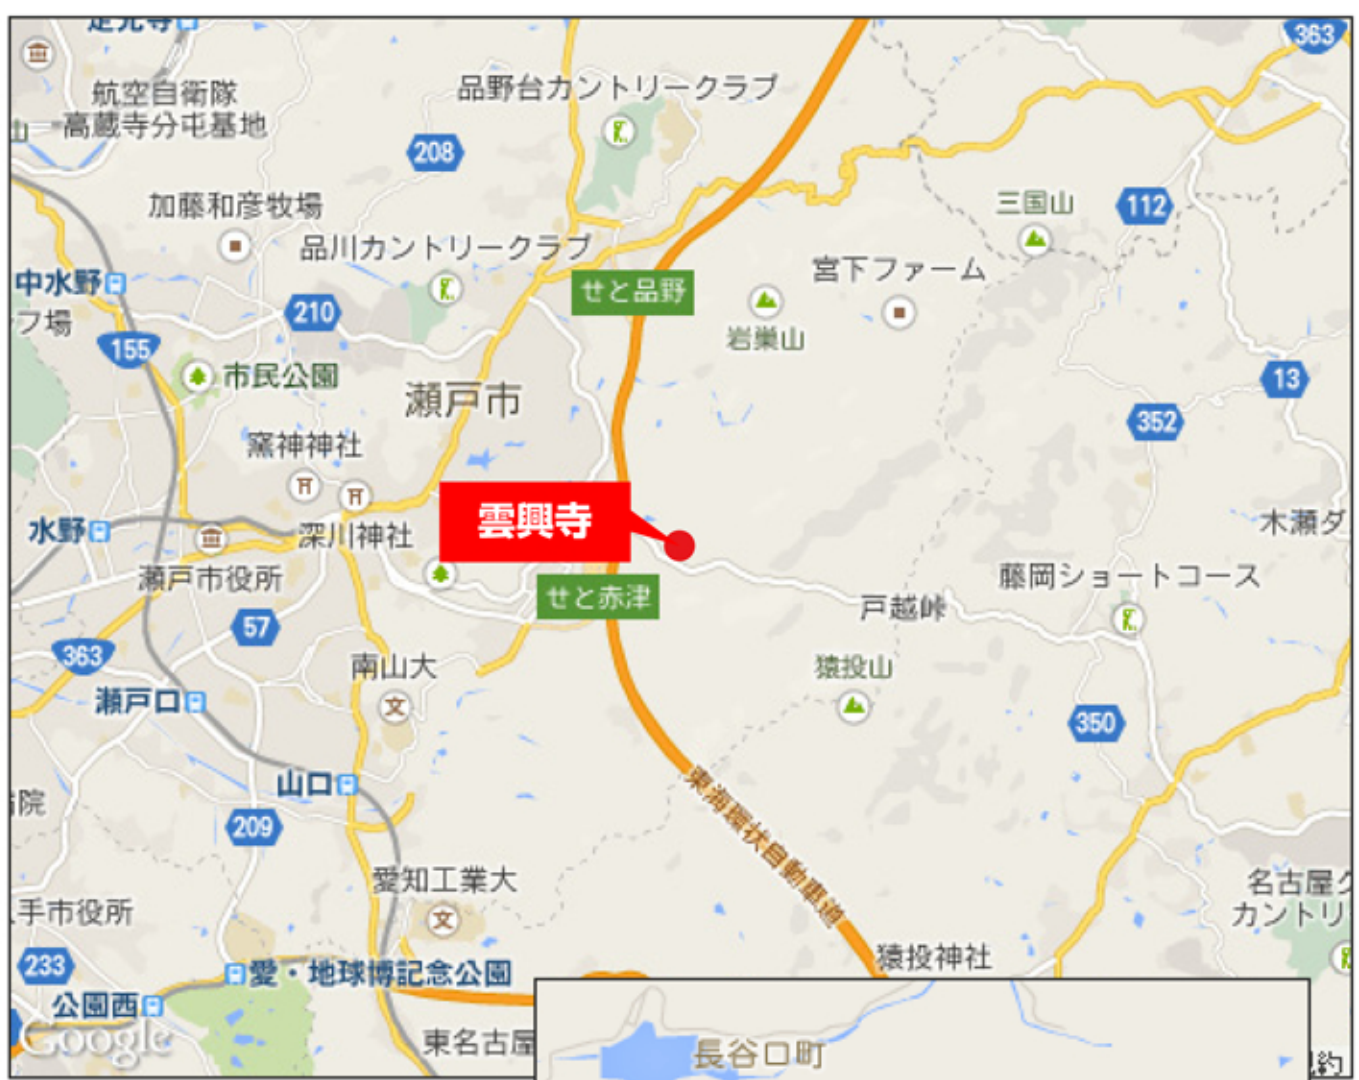 363
航空自衛隊
高蔵寺分屯基地
品野台カントリークラブ
208
加藤和彦牧場
三国山
112
品川カントリークラブ
中水野
せと品野
宮下ファーム
フ場
210
岩巣山
155
市民公園
瀬戸市
13
352
窯神神社
雲興寺
水野
深川神社
木瀬ダ
瀬戸市役所
せと赤津
藤岡ショートコース
戸越峠
57
363
南山大
猿投山
瀬戸口
350
山口
院
209
東海環状自動車道
愛知工業大
名古屋ク
カントリ
手市役所
猿投神社
233
愛・地球博記念公園
公園西
Google
東名古屋
長谷口町
約